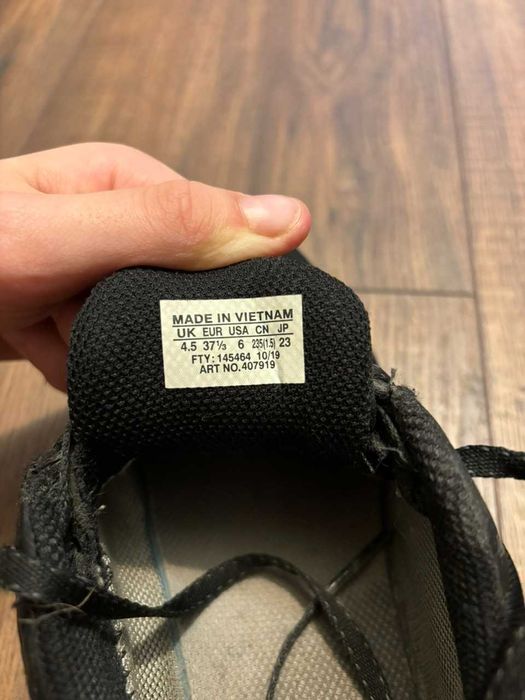 MADE IN VIETNAM
UK EUR USA CN JP
4.5 37⅓ 6 235(1.5) 23
FTY: 145464 10/19
ART NO. 407919